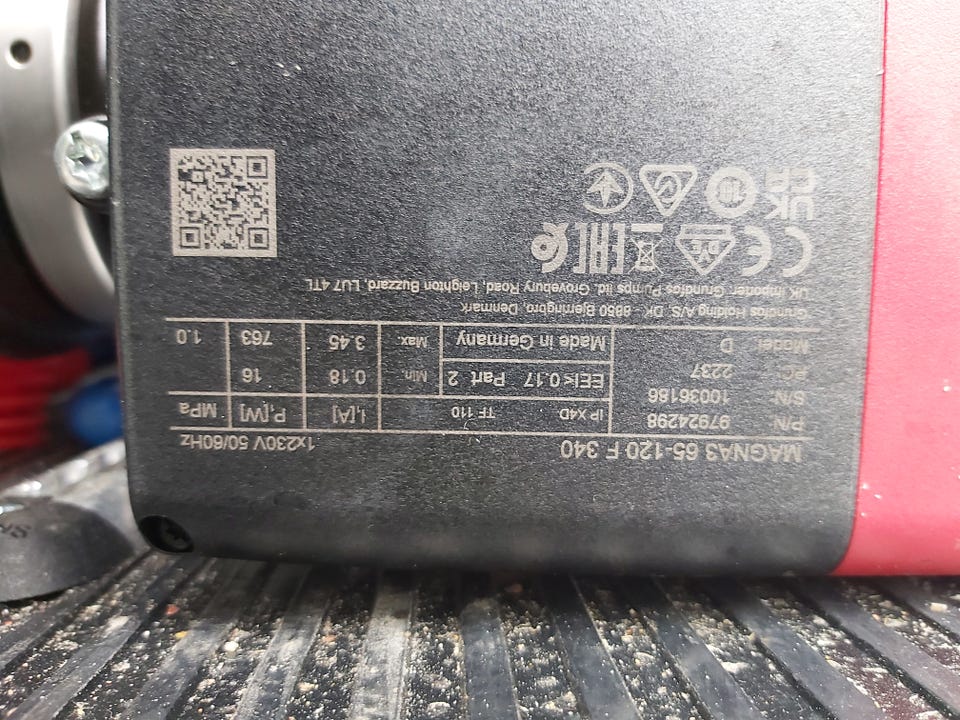 MAGNA3 65-120 F 340 1x230V 50/60Hz
P/N: 97924298 IP X4D TF 110 I₁[A] P₁[W] MPa
S/N: 10036186 EEI≤0.17 Part 2 Min. 0.18 16
PC: 2237 Made in Germany Max. 3.45 763 1.0
Model: D
Grundfos Holding A/S, DK - 8850 Bjerringbro Denmark
UK Importer, Grundfos Pumps ltd. Grovebury Road, Leighton Buzzard, LU7 4TL
CE EAC
UK CA